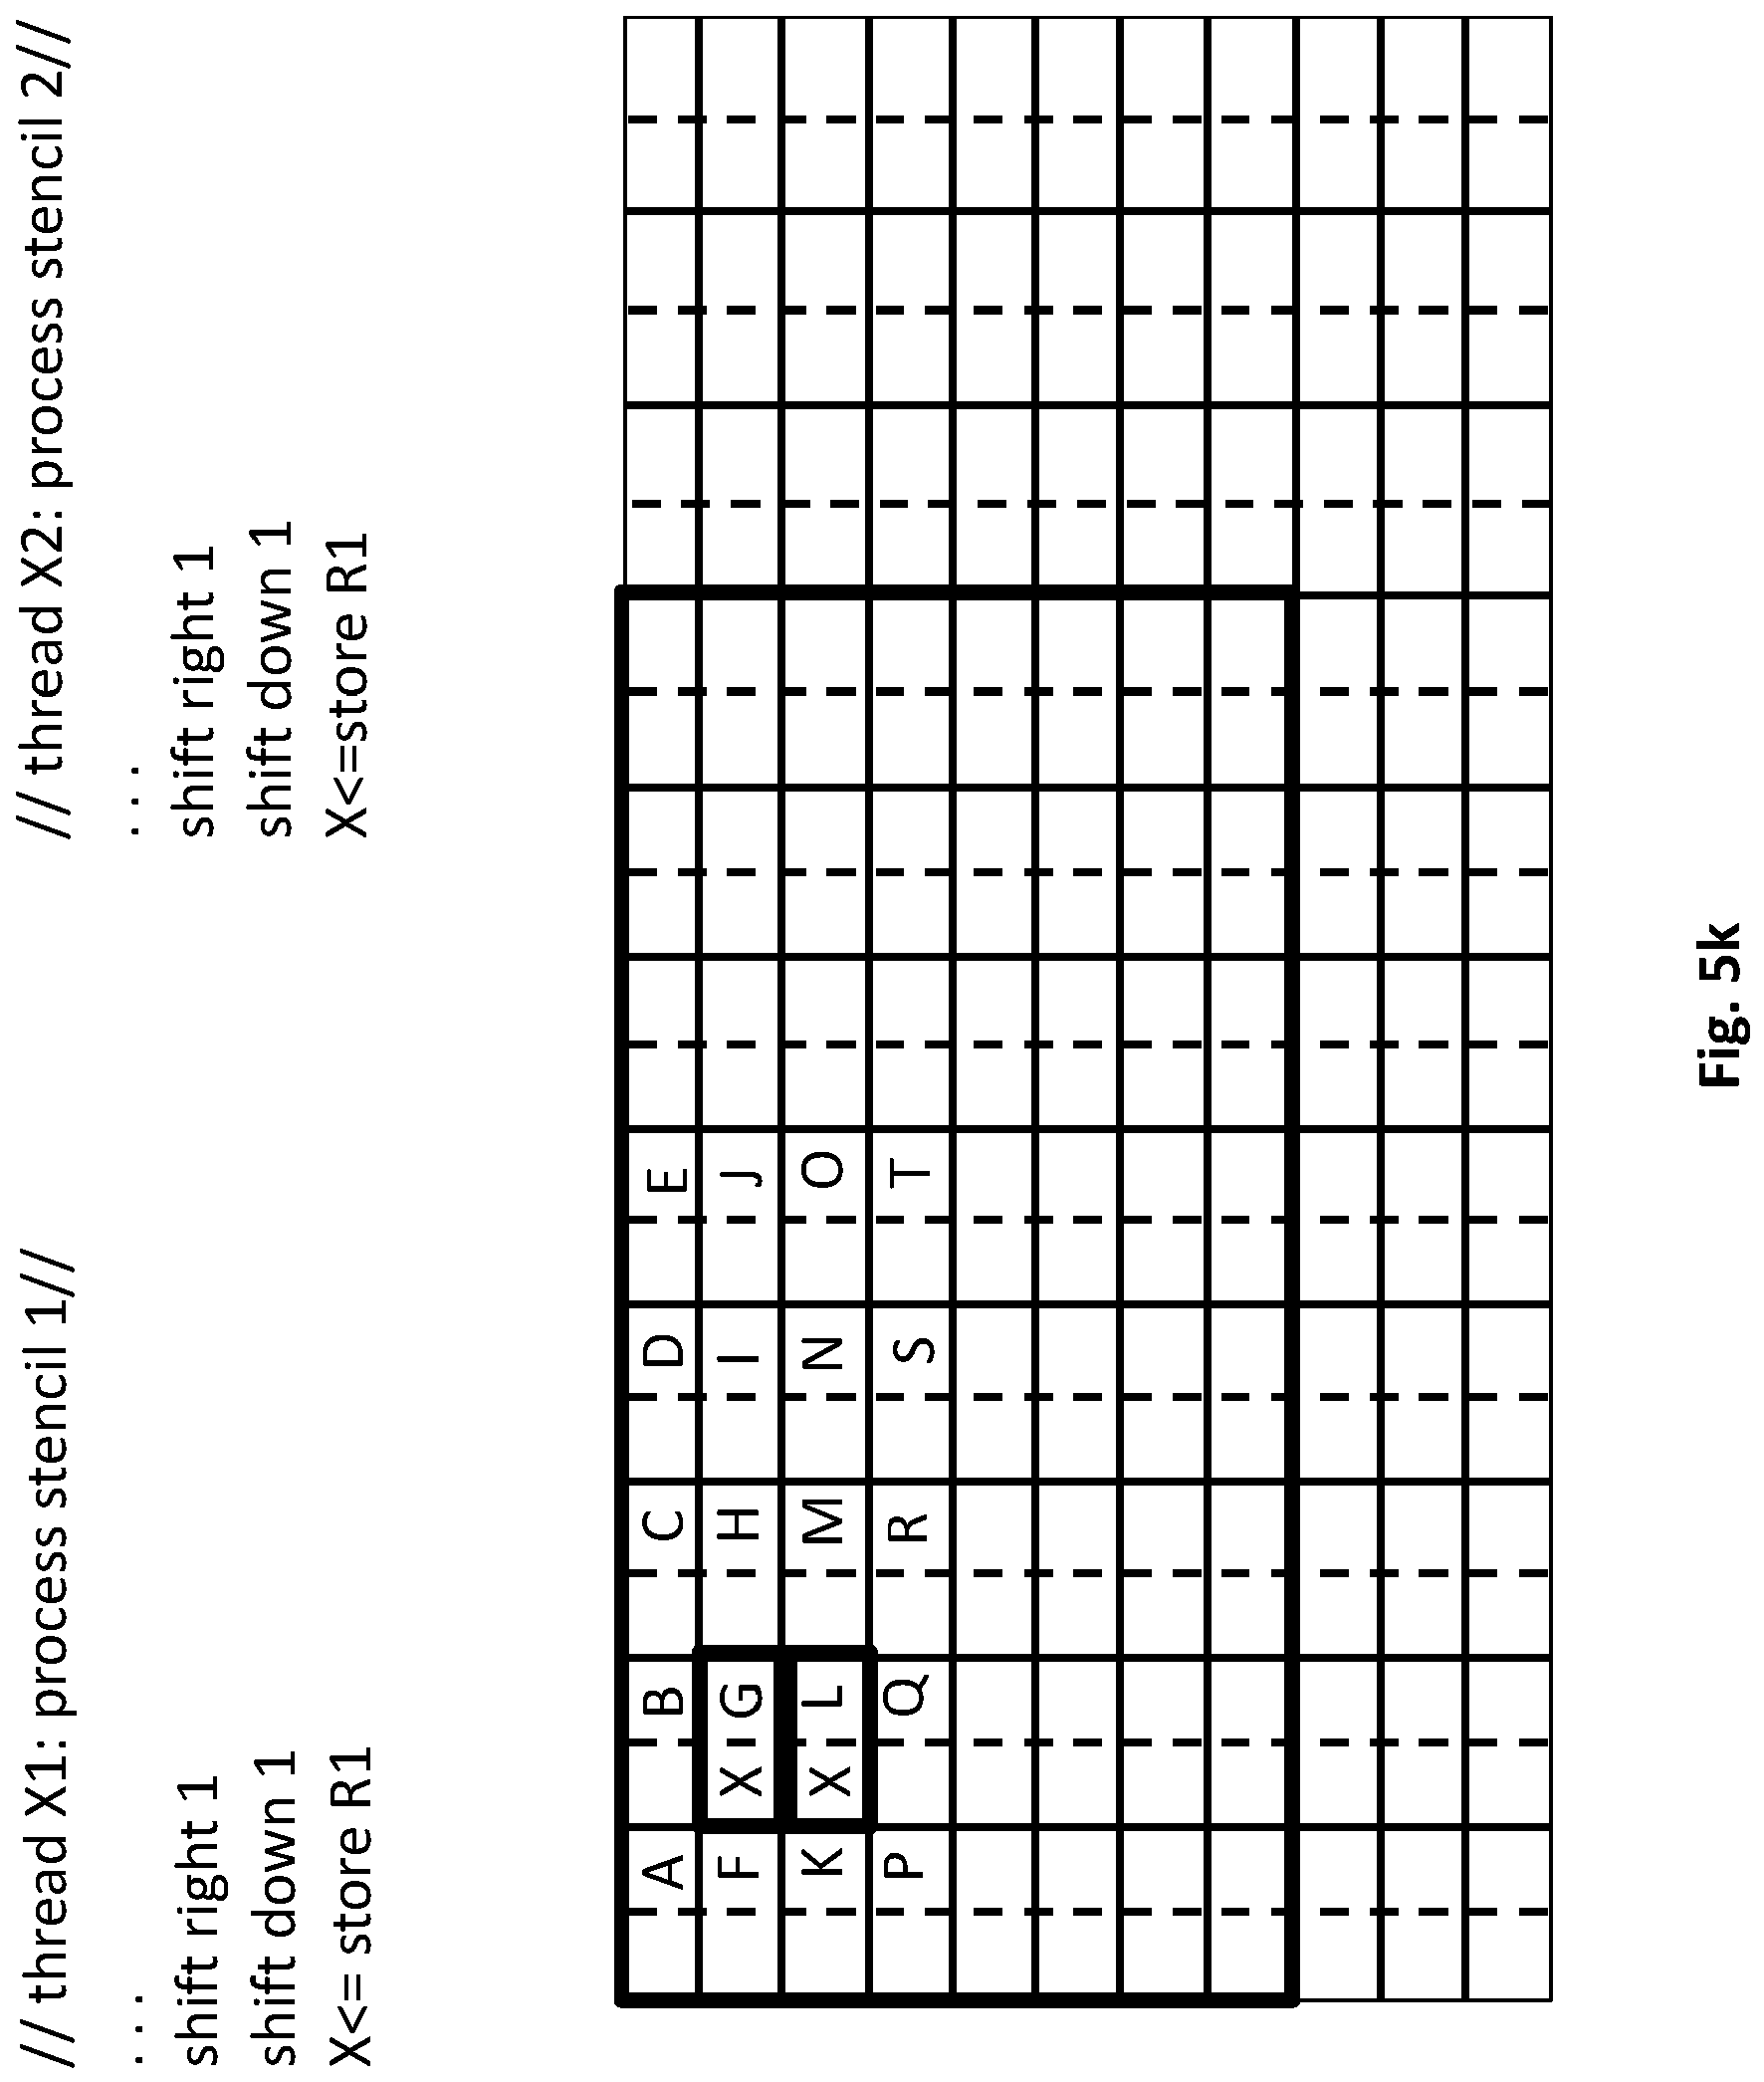 // thread X1: process stencil 1//
. . .
shift right 1
shift down 1
X<= store R1
// thread X2: process stencil 2//
. . .
shift right 1
shift down 1
X<=store R1
A B C D E
F X G H I J
K X L M N O
P Q R S T
Fig. 5k